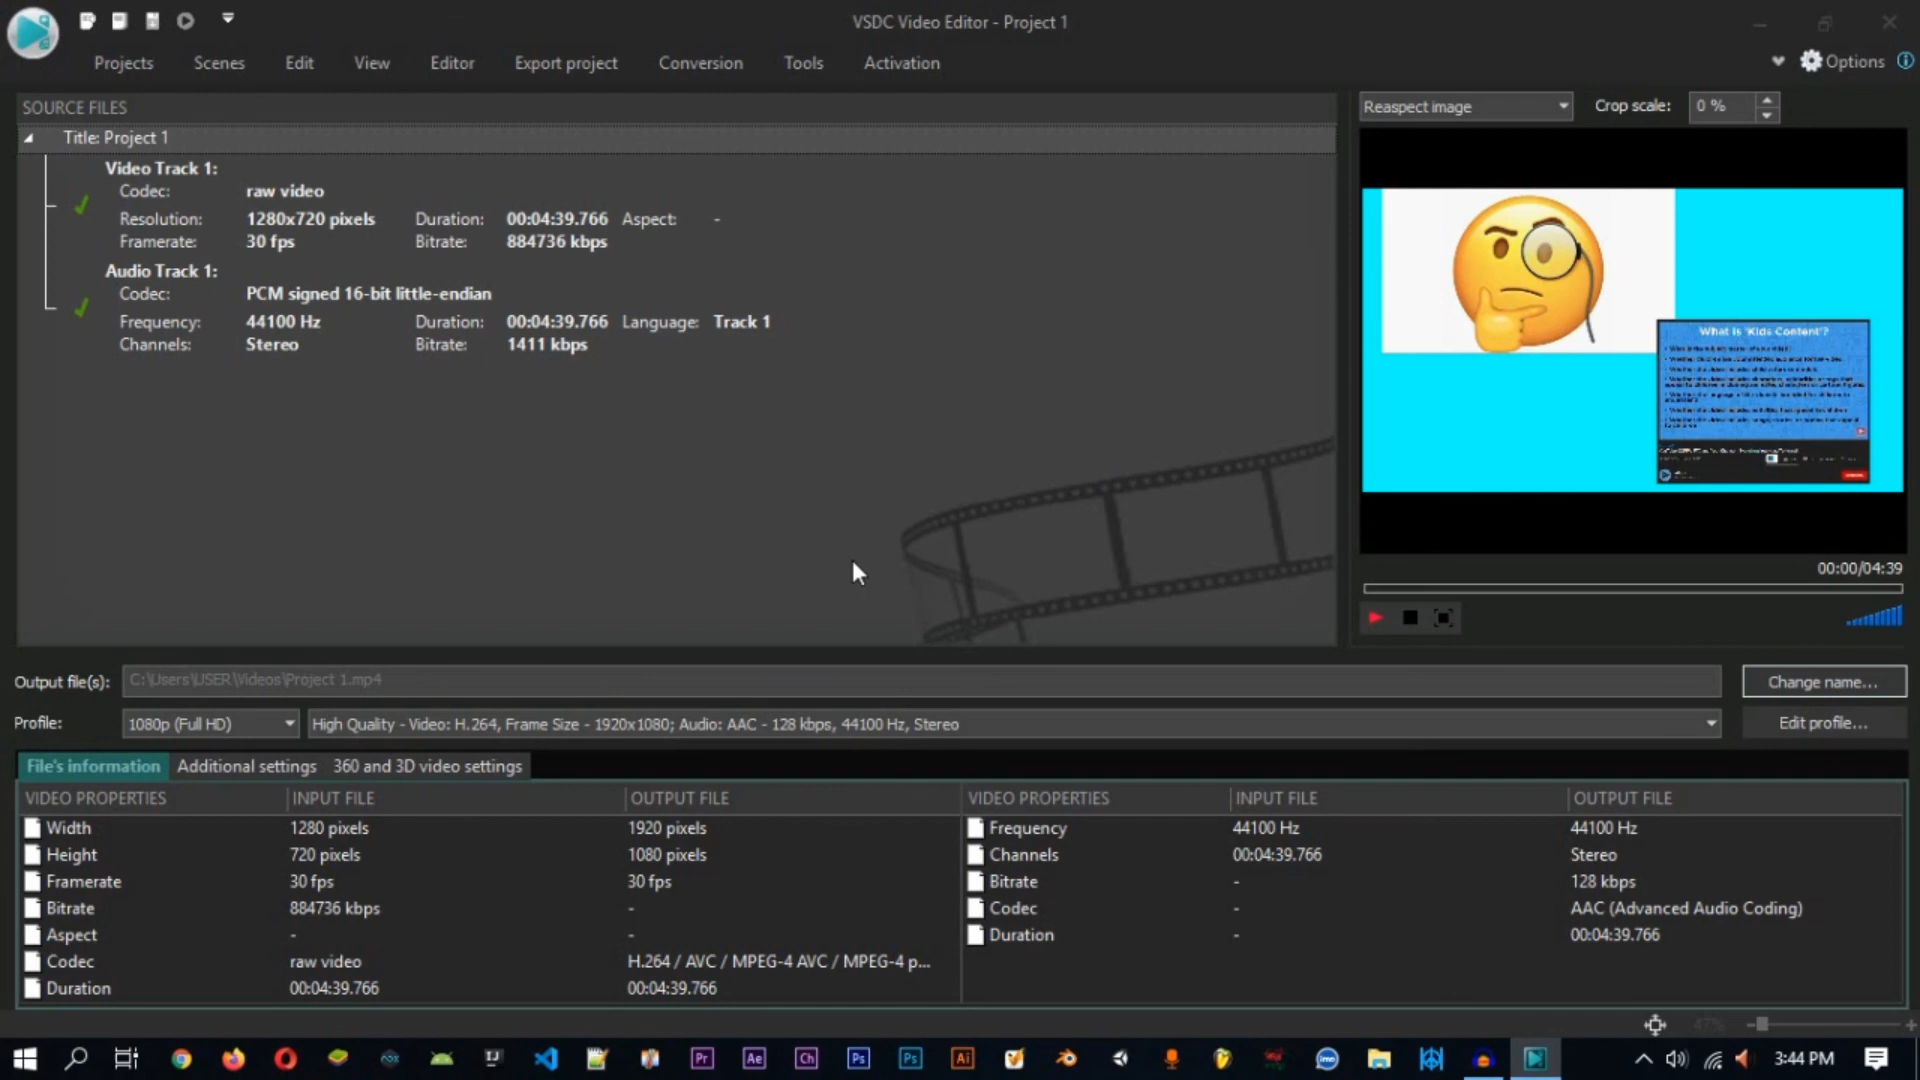 VSDC Video Editor - Project 1
Projects Scenes Edit View Editor Export project Conversion Tools Activation Options
SOURCE FILES
Title: Project 1
Video Track 1:
Codec: raw video
Resolution: 1280x720 pixels Duration: 00:04:39.766 Aspect: -
Framerate: 30 fps Bitrate: 884736 kbps
Audio Track 1:
Codec: PCM signed 16-bit little-endian
Frequency: 44100 Hz Duration: 00:04:39.766 Language: Track 1
Channels: Stereo Bitrate: 1411 kbps
Reaspect image Crop scale: 0 %
What Is 'Kids Content'?
00:00/04:39
Output file(s): C:\Users\USER\Videos\Project 1.mp4 Change name...
Profile: 1080p (Full HD) High Quality - Video: H.264, Frame Size - 1920x1080; Audio: AAC - 128 kbps, 44100 Hz, Stereo Edit profile...
File's information Additional settings 360 and 3D video settings
VIDEO PROPERTIES INPUT FILE OUTPUT FILE VIDEO PROPERTIES INPUT FILE OUTPUT FILE
Width 1280 pixels 1920 pixels Frequency 44100 Hz 44100 Hz
Height 720 pixels 1080 pixels Channels 00:04:39.766 Stereo
Framerate 30 fps 30 fps Bitrate - 128 kbps
Bitrate 884736 kbps - Codec - AAC (Advanced Audio Coding)
Aspect - - Duration - 00:04:39.766
Codec raw video H.264 / AVC / MPEG-4 AVC / MPEG-4 p...
Duration 00:04:39.766 00:04:39.766
47%
IJ Pr Ae Ch Ps Ps Ai imo 3:44 PM